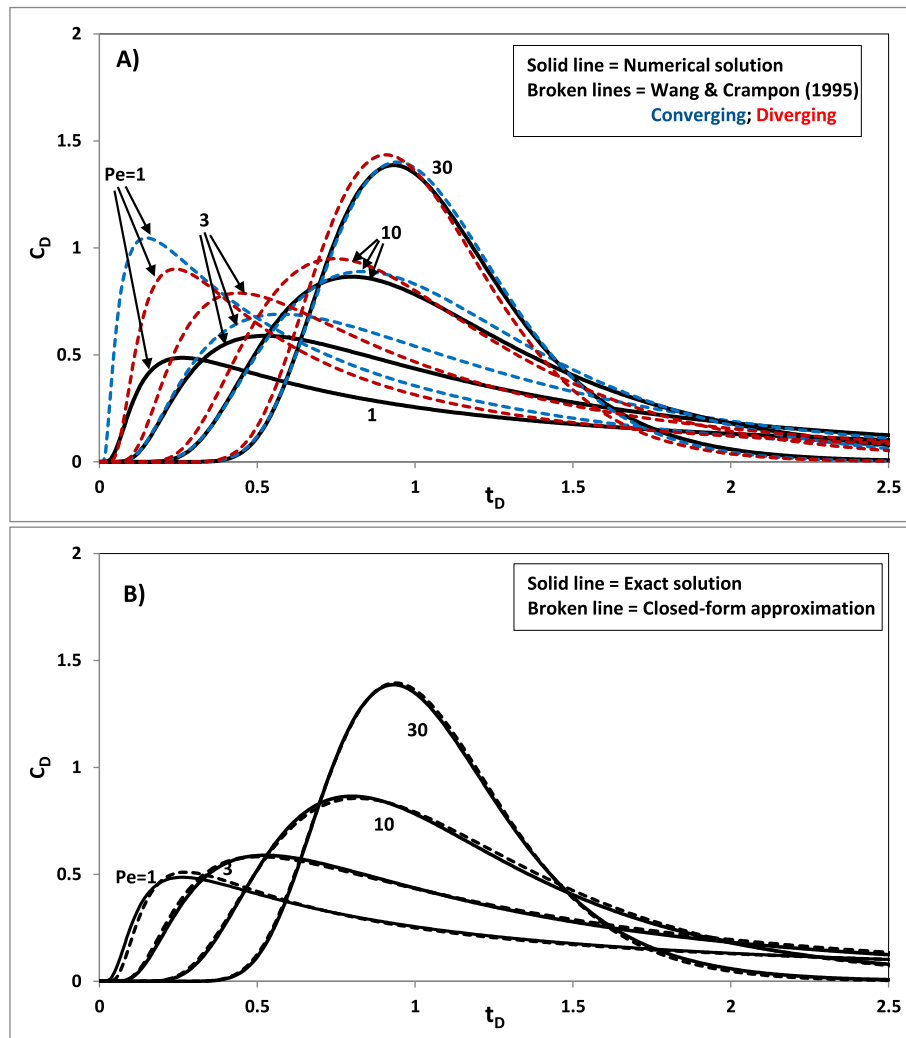 A)
Solid line = Numerical solution
Broken lines = Wang & Crampon (1995)
Converging; Diverging
Pe=1
3
10
30
1
C_D
2
1.5
1
0.5
0
0 0.5 1 1.5 2 2.5
t_D
B)
Solid line = Exact solution
Broken line = Closed-form approximation
30
10
Pe=1
3
C_D
2
1.5
1
0.5
0
0 0.5 1 1.5 2 2.5
t_D